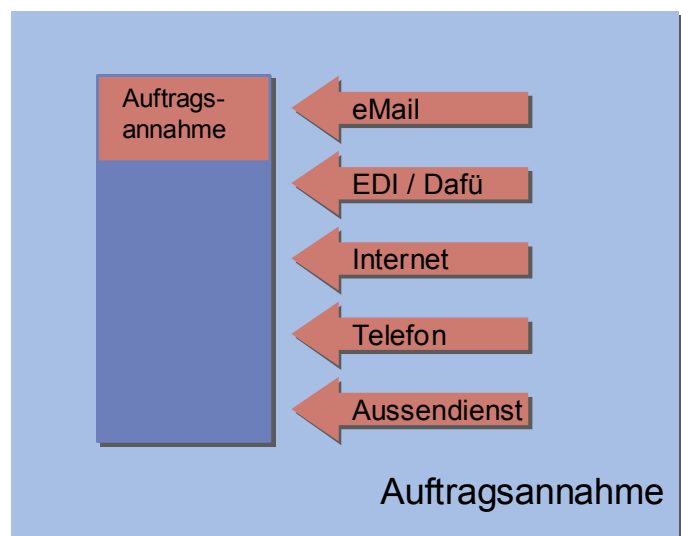 Auftrags-
annahme
eMail
EDI / Dafü
Internet
Telefon
Aussendienst
Auftragsannahme